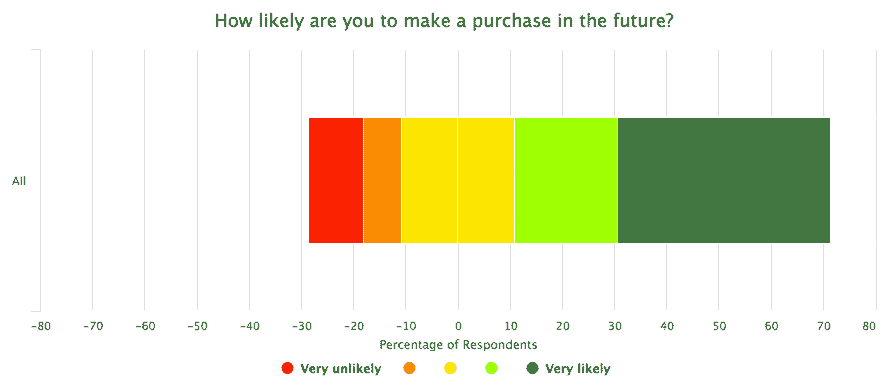 How likely are you to make a purchase in the future?
All
-80 -70 -60 -50 -40 -30 -20 -10 0 10 20 30 40 50 60 70 80
Percentage of Respondents
Very unlikely Very likely